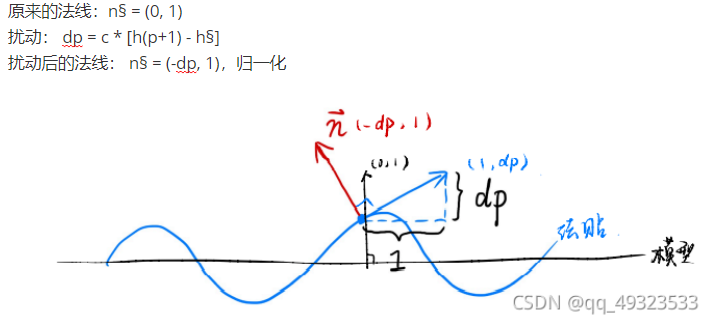 原来的法线：n§ = (0, 1)
扰动： dp = c * [h(p+1) - h§]
扰动后的法线： n§ = (-dp, 1)，归一化
n (-dp, 1)
(0,1)
(1, dp)
dp
1
法贴
模型
CSDN @qq_49323533